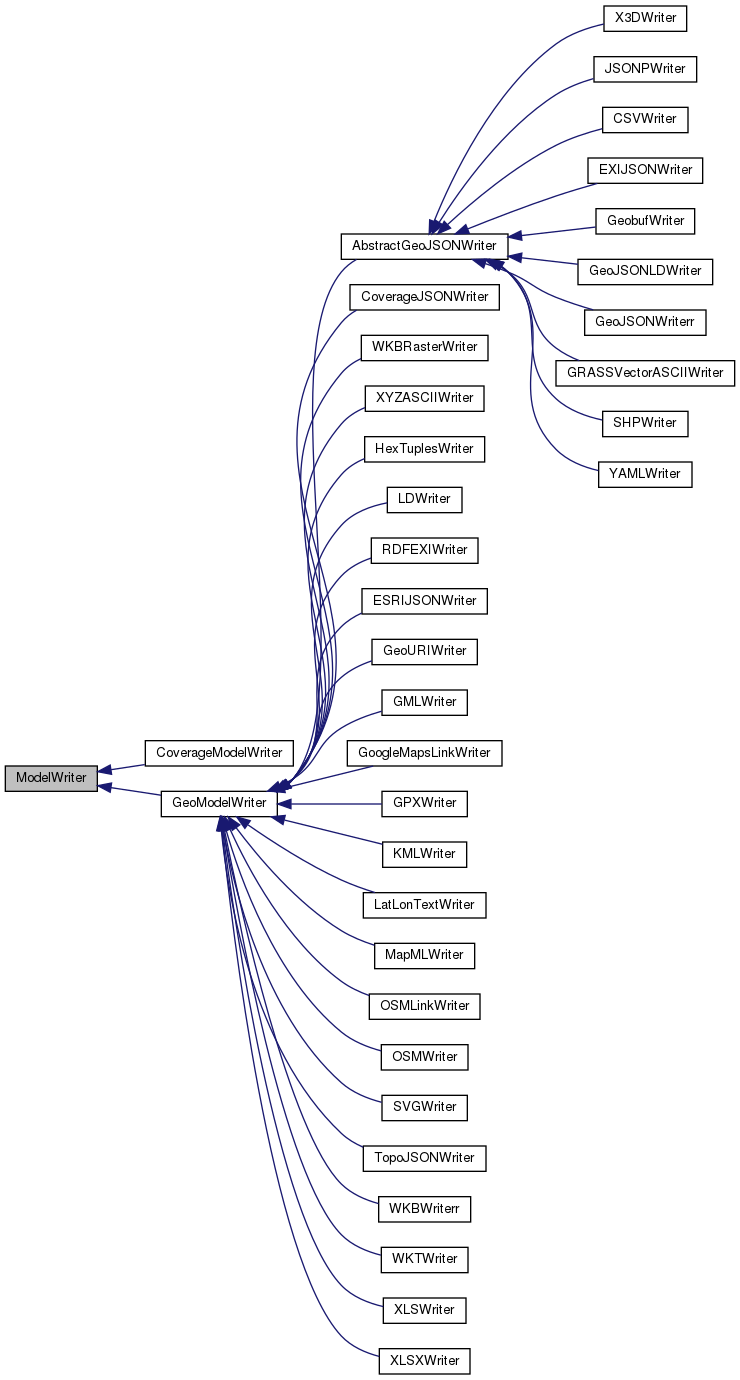 X3DWriter
JSONPWriter
CSVWriter
EXIJSONWriter
GeobufWriter
AbstractGeoJSONWriter
GeoJSONLDWriter
CoverageJSONWriter
GeoJSONWriterr
WKBRasterWriter
GRASSVectorASCIIWriter
XYZASCIIWriter
SHPWriter
HexTuplesWriter
YAMLWriter
LDWriter
RDFEXIWriter
ESRIJSONWriter
GeoURIWriter
GMLWriter
CoverageModelWriter
GoogleMapsLinkWriter
ModelWriter
GeoModelWriter
GPXWriter
KMLWriter
LatLonTextWriter
MapMLWriter
OSMLinkWriter
OSMWriter
SVGWriter
TopoJSONWriter
WKBWriterr
WKTWriter
XLSWriter
XLSXWriter